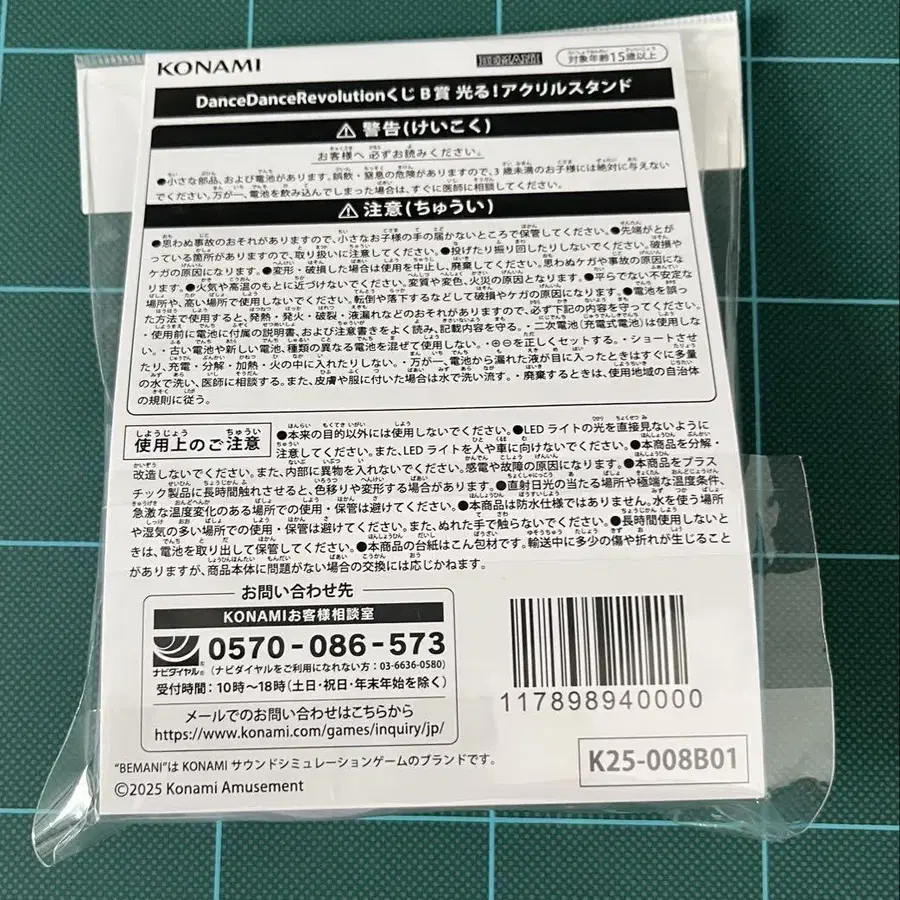 KONAMI
BEMANI
対象年齢15歳以上
DanceDanceRevolutionくじ B賞 光る!アクリルスタンド
⚠ 警告(けいこく)
お客様へ 必ずお読みください。
●小さな部品、および電池があります。誤飲・窒息の危険がありますので、3歳未満のお子様には絶対に与えない
でください。万が一、電池を飲み込んでしまった場合は、すぐに医師に相談してください。
⚠ 注意(ちゅうい)
●思わぬ事故のおそれがありますので、小さなお子様の手の届かないところで保管してください。●先端がとが
っている箇所がありますので、取り扱いに注意してください。●投げたり振り回したりしないでください。破損や
ケガの原因になります。●変形・破損した場合は使用を中止し、廃棄してください。思わぬケガや事故の原因にな
ります。●火気や高温のもとに近づけないでください。変質や変色、火災の原因となります。●平らでない不安定な
場所や、高い場所で使用しないでください。転倒や落下するなどして破損やケガの原因になります。●電池を誤っ
た方法で使用すると、発熱・発火・破裂・液漏れなどのおそれがありますので、必ず下記の内容を守ってください。
・使用前に電池に付属の説明書、および注意書きをよく読み、記載内容を守る。・二次電池(充電式電池)は使用しな
い。・古い電池や新しい電池、種類の異なる電池を混ぜて使用しない。・⊕⊖を正しくセットする。・ショートさせ
たり、充電・分解・加熱・火の中に入れたりしない。・万が一、電池から漏れた液が目に入ったときはすぐに多量
の水で洗い、医師に相談する。また、皮膚や服に付いた場合は水で洗い流す。・廃棄するときは、使用地域の自治体
の規則に従う。
使用上のご注意
●本来の目的以外には使用しないでください。●LEDライトの光を直接見ないように
注意してください。また、LEDライトを人や車に向けないでください。●本商品を分解・
改造しないでください。また、内部に異物を入れないでください。感電や故障の原因になります。●本商品をプラス
チック製品に長時間触れさせると、色移りや変形する場合があります。●直射日光の当たる場所や極端な温度条件、
急激な温度変化のある場所での使用・保管は避けてください。●本商品は防水仕様ではありません。水を使う場所
や湿気の多い場所での使用・保管は避けてください。また、ぬれた手で触らないでください。●長時間使用しないと
きは、電池を取り出して保管してください。●本商品の台紙はこん包材です。輸送中に多少の傷や折れが生じること
がありますが、商品本体に問題がない場合の交換には応じかねます。
お問い合わせ先
KONAMIお客様相談室
ナビダイヤル®
0570-086-573
(ナビダイヤルをご利用になれない方：03-6636-0580)
受付時間：10時～18時(土日・祝日・年末年始を除く)
メールでのお問い合わせはこちらから
https://www.konami.com/games/inquiry/jp/
117898940000
"BEMANI"は KONAMI サウンドシミュレーションゲームのブランドです。
©2025 Konami Amusement
K25-008B01